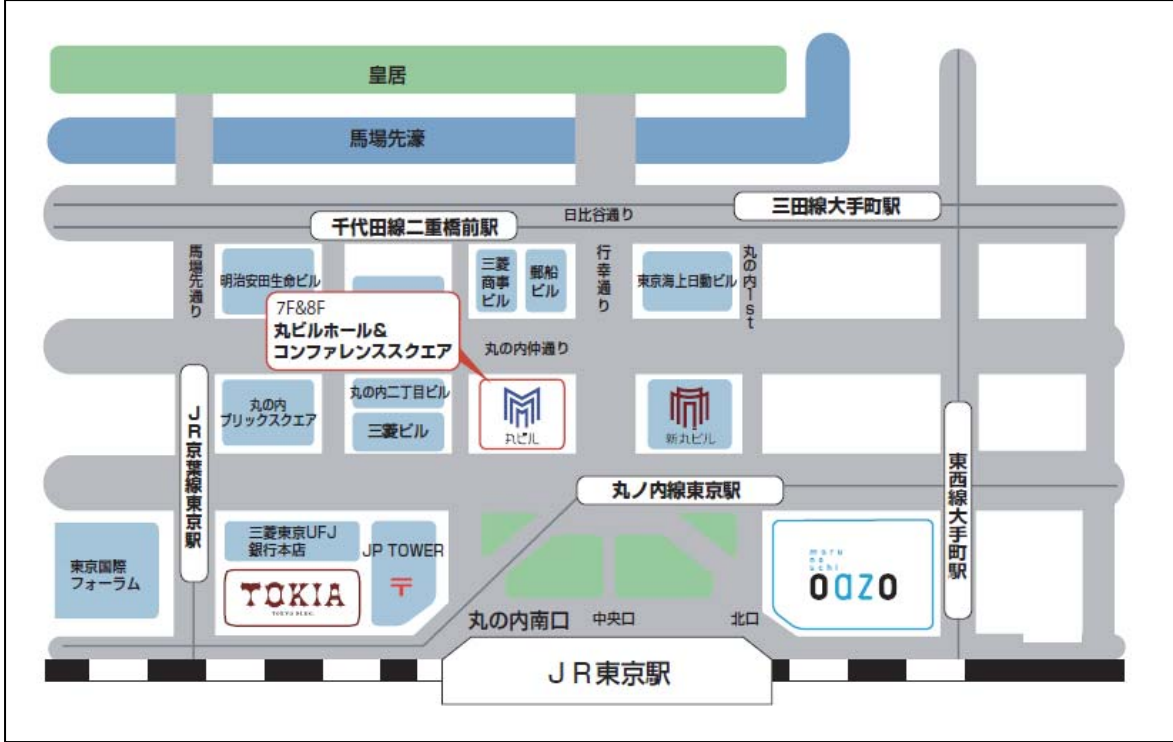 皇居
馬場先濠
三田線大手町駅
日比谷通り
千代田線二重橋前駅
馬場先通り
明治安田生命ビル
三菱
商事
ビル
郵船
ビル
行幸通り
東京海上日動ビル
丸の内1st
7F&8F
丸ビルホール&
コンファレンススクエア
丸の内仲通り
JR京葉線東京駅
丸の内
ブリックスクエア
丸の内二丁目ビル
三菱ビル
丸ビル
新丸ビル
東西線大手町駅
丸ノ内線東京駅
東京国際
フォーラム
三菱東京UFJ
銀行本店
JP TOWER
〒
TOKIA
TOKYO BLDG.
maru
no
uchi
oazo
丸の内南口
中央口
北口
JR東京駅